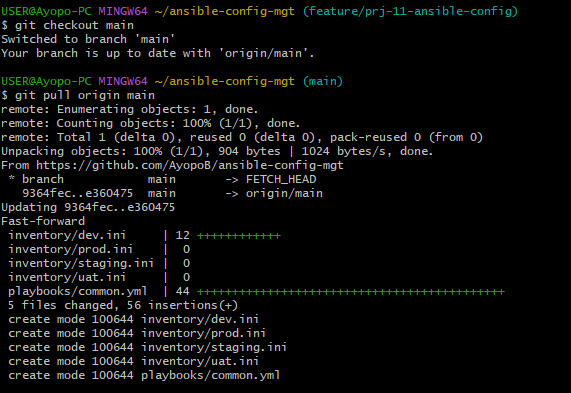 USER@Ayopo-PC MINGW64 ~/ansible-config-mgt (feature/prj-11-ansible-config)
$ git checkout main
Switched to branch 'main'
Your branch is up to date with 'origin/main'.
USER@Ayopo-PC MINGW64 ~/ansible-config-mgt (main)
$ git pull origin main
remote: Enumerating objects: 1, done.
remote: Counting objects: 100% (1/1), done.
remote: Total 1 (delta 0), reused 0 (delta 0), pack-reused 0 (from 0)
Unpacking objects: 100% (1/1), 904 bytes | 1024 bytes/s, done.
From https://github.com/AyopoB/ansible-config-mgt
 * branch            main       -> FETCH_HEAD
   9364fec..e360475  main       -> origin/main
Updating 9364fec..e360475
Fast-forward
 inventory/dev.ini     | 12 ++++++++++++
 inventory/prod.ini    |  0
 inventory/staging.ini |  0
 inventory/uat.ini     |  0
 playbooks/common.yml  | 44 ++++++++++++++++++++++++++++++++++++++++++++
 5 files changed, 56 insertions(+)
 create mode 100644 inventory/dev.ini
 create mode 100644 inventory/prod.ini
 create mode 100644 inventory/staging.ini
 create mode 100644 inventory/uat.ini
 create mode 100644 playbooks/common.yml